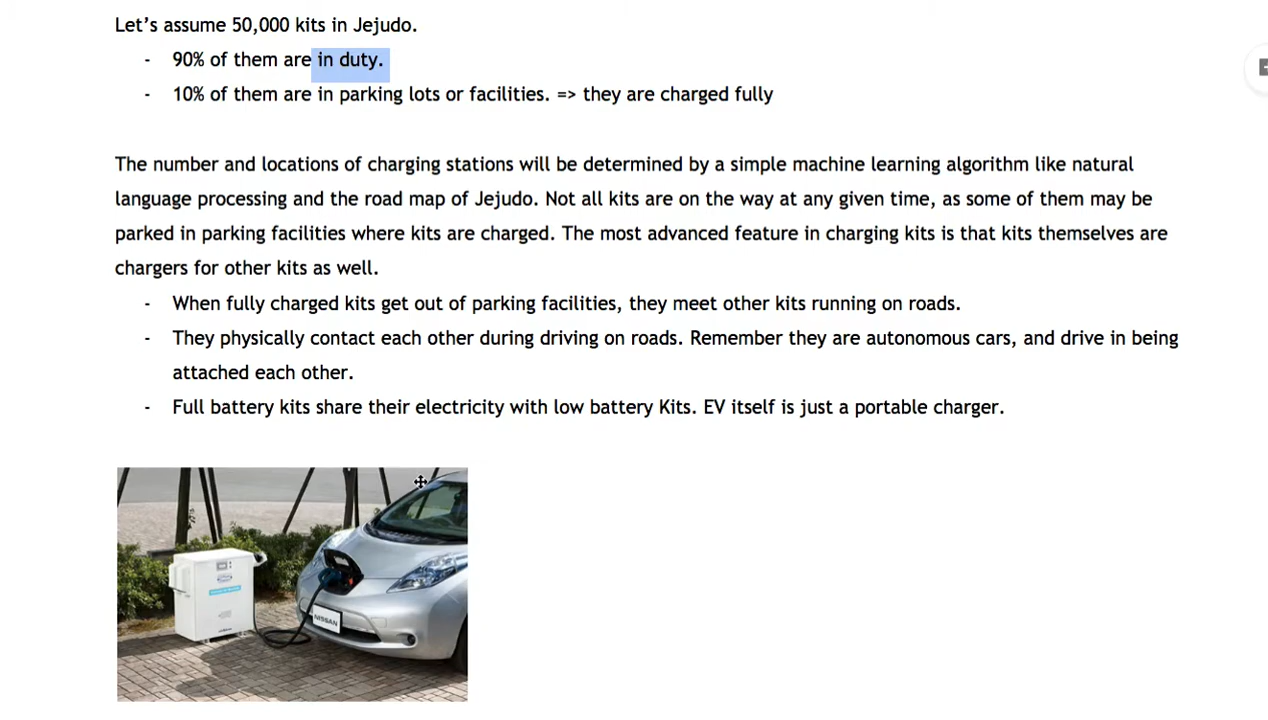 Let's assume 50,000 kits in Jejudo.
- 90% of them are in duty.
- 10% of them are in parking lots or facilities. => they are charged fully
The number and locations of charging stations will be determined by a simple machine learning algorithm like natural
language processing and the road map of Jejudo. Not all kits are on the way at any given time, as some of them may be
parked in parking facilities where kits are charged. The most advanced feature in charging kits is that kits themselves are
chargers for other kits as well.
- When fully charged kits get out of parking facilities, they meet other kits running on roads.
- They physically contact each other during driving on roads. Remember they are autonomous cars, and drive in being
attached each other.
- Full battery kits share their electricity with low battery Kits. EV itself is just a portable charger.
NISSAN